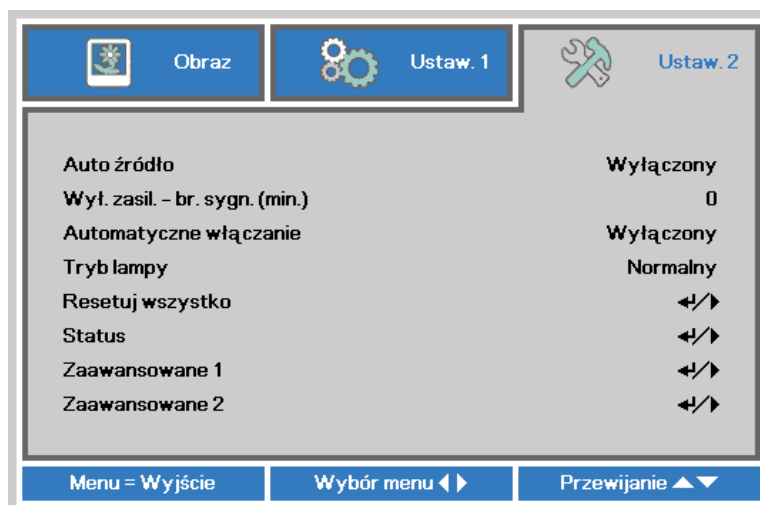 Obraz
Ustaw. 1
Ustaw. 2
Auto źródło Wyłączony
Wył. zasil. – br. sygn. (min.) 0
Automatyczne włączanie Wyłączony
Tryb lampy Normalny
Resetuj wszystko ↵/▶
Status ↵/▶
Zaawansowane 1 ↵/▶
Zaawansowane 2 ↵/▶
Menu = Wyjście
Wybór menu ◀▶
Przewijanie ▲▼